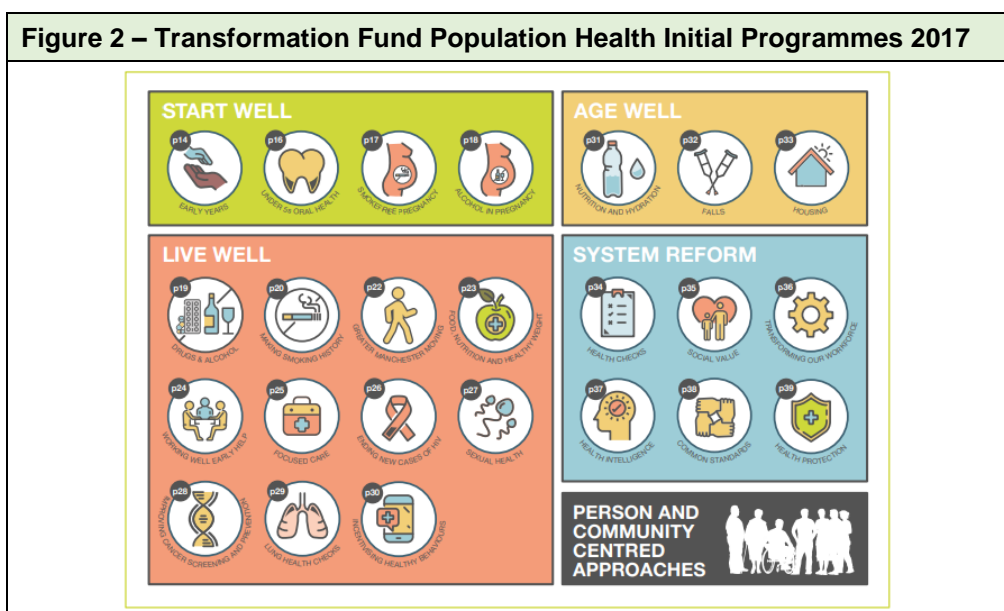 Figure 2 – Transformation Fund Population Health Initial Programmes 2017
START WELL
p14
EARLY YEARS
p16
UNDER 5s ORAL HEALTH
p17
SMOKEFREE PREGNANCY
p18
ALCOHOL IN PREGNANCY
AGE WELL
p31
NUTRITION AND HYDRATION
p32
FALLS
p33
HOUSING
LIVE WELL
p19
DRUGS & ALCOHOL
p20
MAKING SMOKING HISTORY
p22
GREATER MANCHESTER MOVING
p23
FOOD, NUTRITION AND HEALTHY WEIGHT
p24
WORKING WELL EARLY HELP
p25
FOCUSED CARE
p26
ENDING NEW CASES OF HIV
p27
SEXUAL HEALTH
p28
IMPROVING CANCER SCREENING AND PREVENTION
p29
LUNG HEALTH CHECKS
p30
INCENTIVISING HEALTHY BEHAVIOURS
SYSTEM REFORM
p34
HEALTH CHECKS
p35
SOCIAL VALUE
p36
TRANSFORMING OUR WORKFORCE
p37
HEALTH INTELLIGENCE
p38
COMMON STANDARDS
p39
HEALTH PROTECTION
PERSON AND
COMMUNITY
CENTRED
APPROACHES